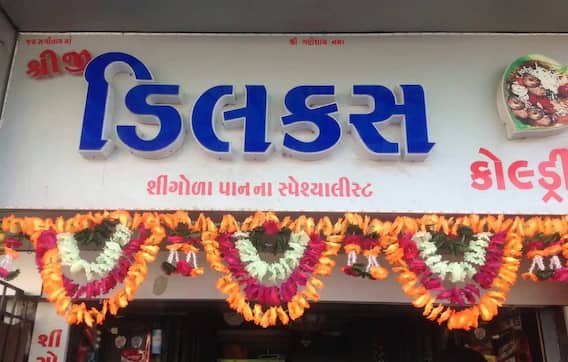 શ્રી ગણેશાય નમઃ
શ્રીજી
ડિલક્સ
કોલ્ડ્રી
શીંગોળા પાનના સ્પેશ્યાલીસ્ટ
શીં
ગો